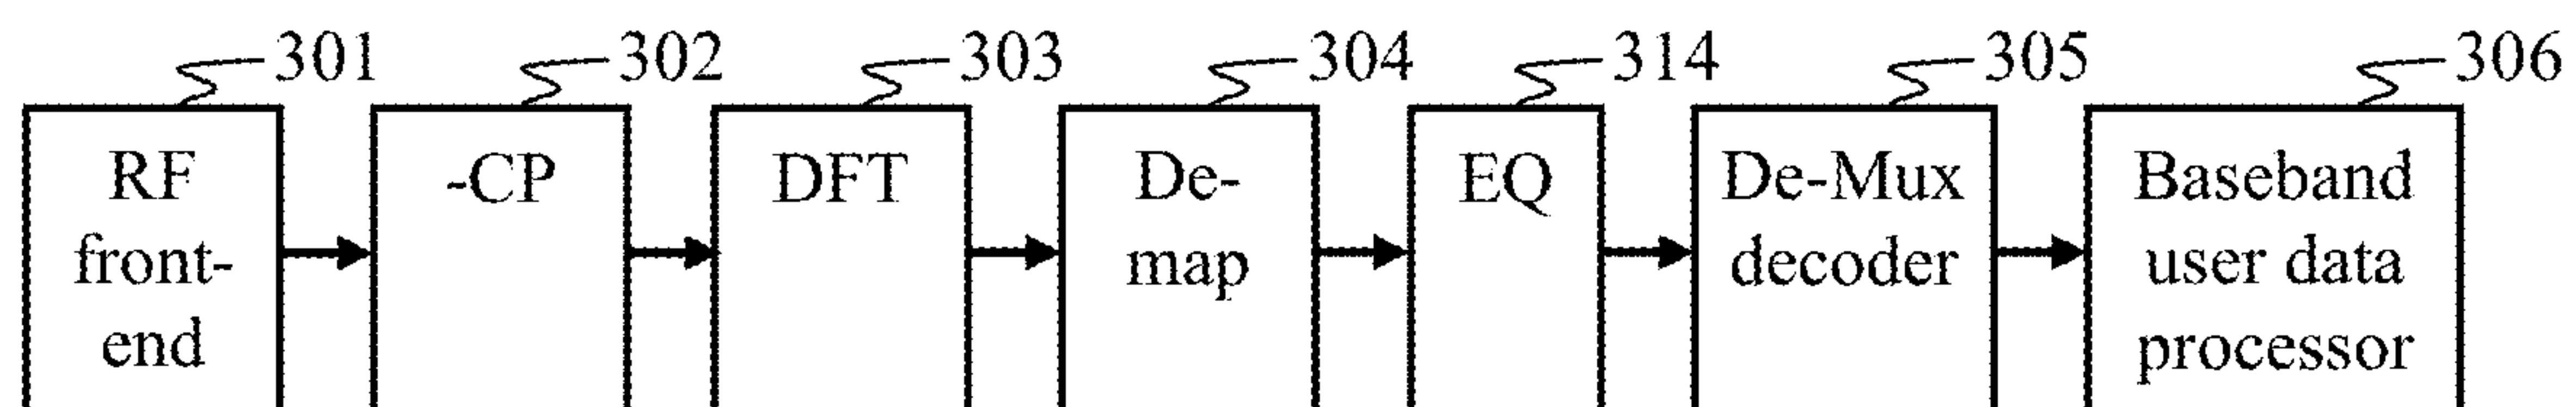 301 302 303 304 314 305 306
RF
front-
end
-CP
DFT
De-
map
EQ
De-Mux
decoder
Baseband
user data
processor